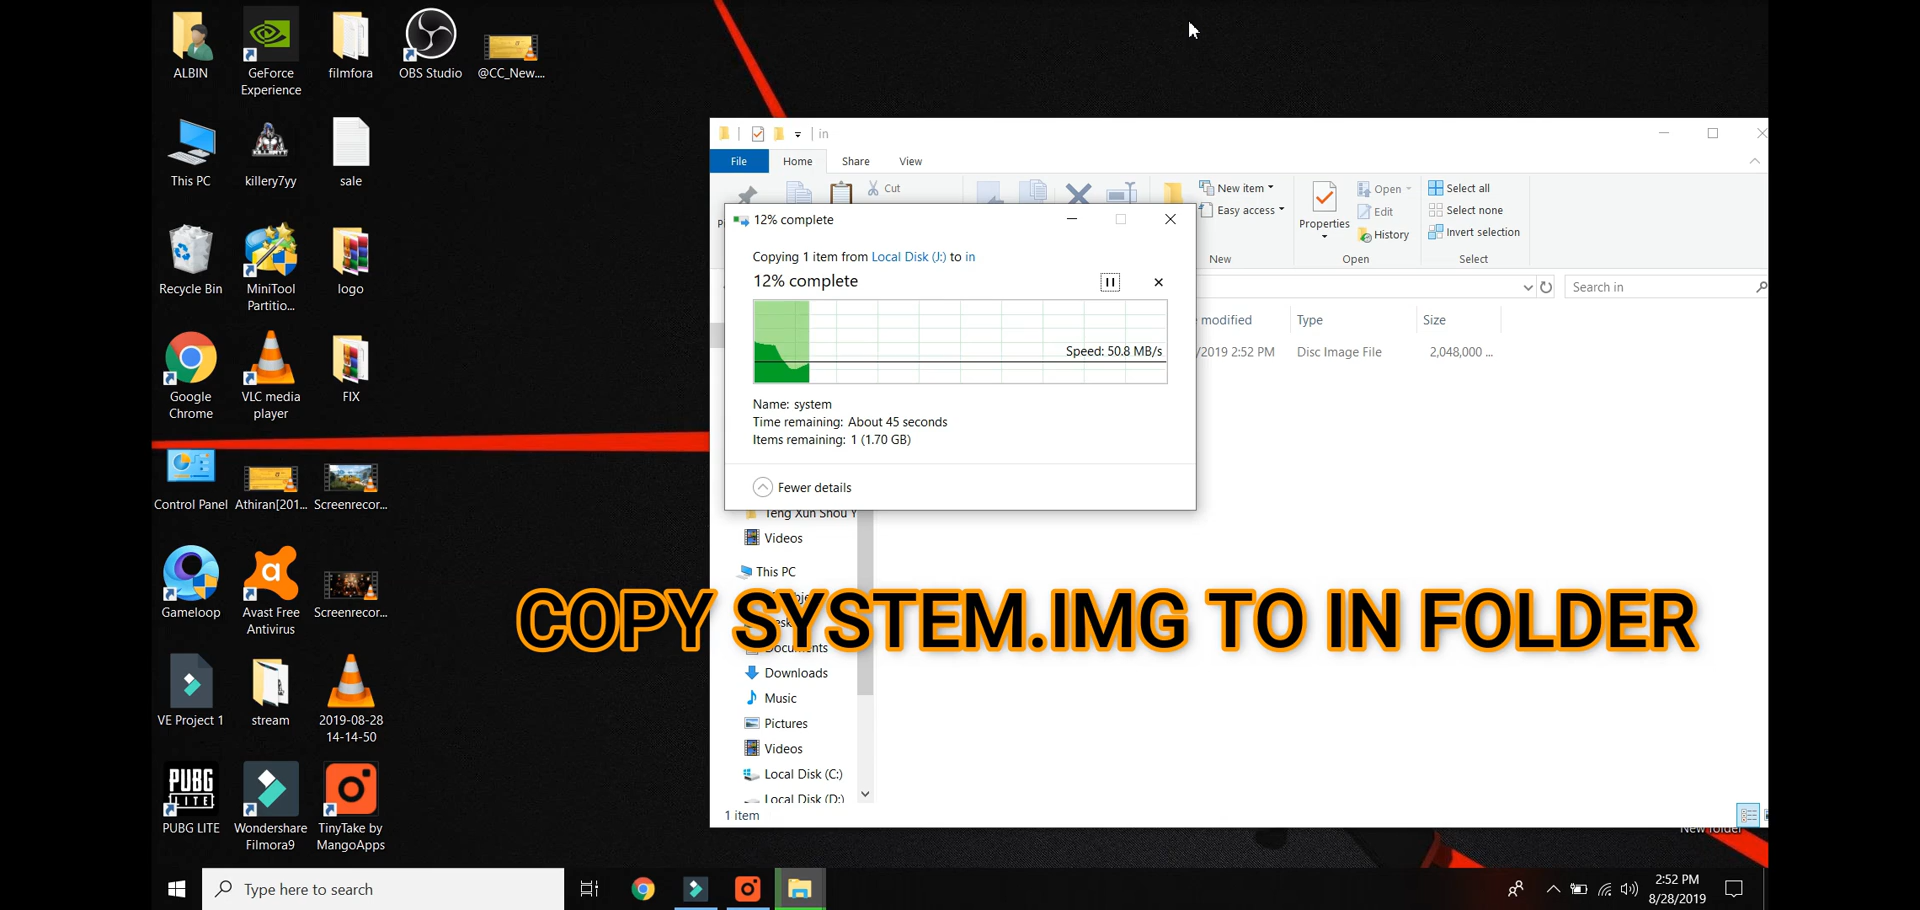 ALBIN
GeForce
Experience
filmfora
OBS Studio
@CC_New....
This PC
killery7yy
sale
Recycle Bin
MiniTool
Partitio...
logo
Google
Chrome
VLC media
player
FIX
Control Panel
Athiran[201...
Screenrecor...
Gameloop
Avast Free
Antivirus
Screenrecor...
VE Project 1
stream
2019-08-28
14-14-50
PUBG
LITE
PUBG LITE
Wondershare
Filmora9
TinyTake by
MangoApps
in
File
Home
Share
View
Cut
New item
Easy access
Properties
Open
Edit
History
Select all
Select none
Invert selection
New
Open
Select
Search in
modified
Type
Size
/2019 2:52 PM
Disc Image File
2,048,000 ...
12% complete
Copying 1 item from Local Disk (J:) to in
12% complete
Speed: 50.8 MB/s
Name: system
Time remaining: About 45 seconds
Items remaining: 1 (1.70 GB)
Fewer details
Teng Xun Shou Y
Videos
This PC
COPY SYSTEM.IMG TO IN FOLDER
Documents
Downloads
Music
Pictures
Videos
Local Disk (C:)
Local Disk (D:)
1 item
New folder
Type here to search
2:52 PM
8/28/2019